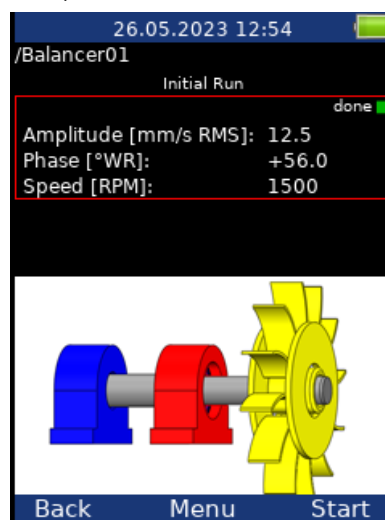 26.05.2023 12:54
/Balancer01
Initial Run
done
Amplitude [mm/s RMS]: 12.5
Phase [°WR]: +56.0
Speed [RPM]: 1500
Back Menu Start